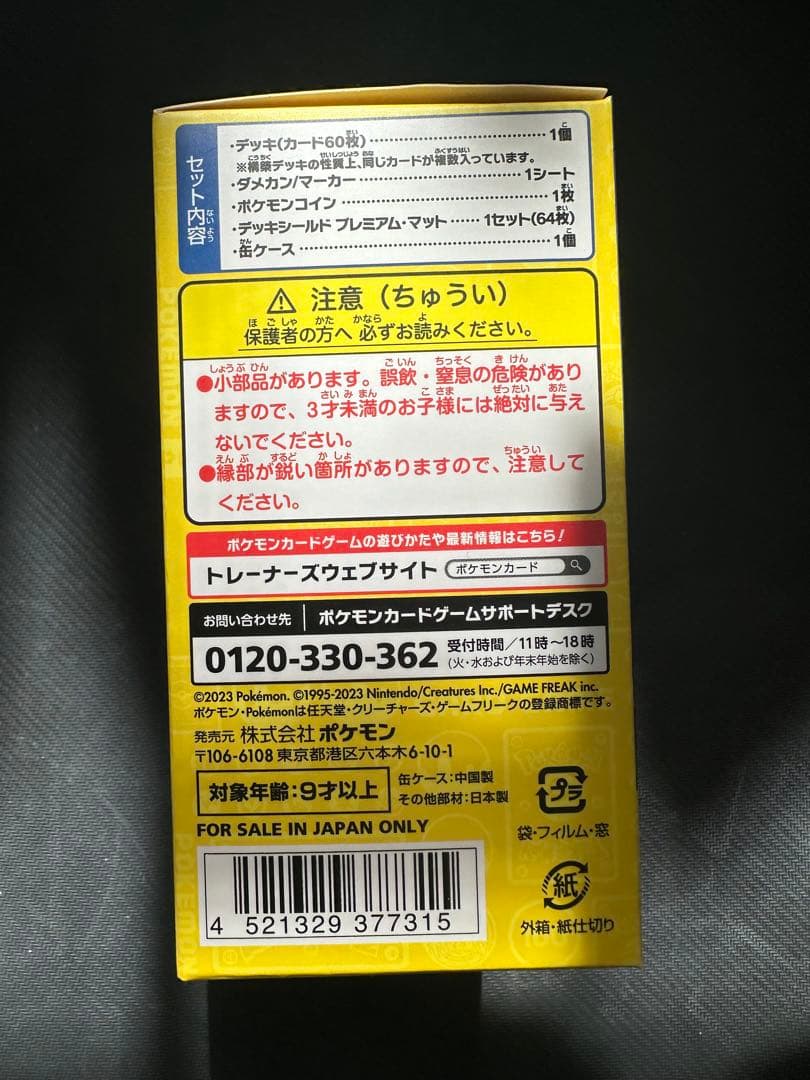 セット内容
・デッキ(カード60枚) 1個
※構築デッキの性質上、同じカードが複数入っています。
・ダメカン/マーカー 1シート
・ポケモンコイン 1枚
・デッキシールド プレミアム・マット 1セット(64枚)
・缶ケース 1個
⚠ 注意(ちゅうい)
保護者の方へ 必ずお読みください。
●小部品があります。誤飲・窒息の危険があり
ますので、3才未満のお子様には絶対に与え
ないでください。
●縁部が鋭い箇所がありますので、注意して
ください。
ポケモンカードゲームの遊びかたや最新情報はこちら!
トレーナーズウェブサイト ポケモンカード
お問い合わせ先 ポケモンカードゲームサポートデスク
0120-330-362 受付時間/11時~18時
(火・水および年末年始を除く)
©2023 Pokémon. ©1995-2023 Nintendo/Creatures Inc./GAME FREAK inc.
ポケモン・Pokémonは任天堂・クリーチャーズ・ゲームフリークの登録商標です。
発売元 株式会社ポケモン
〒106-6108 東京都港区六本木6-10-1
対象年齢:9才以上
缶ケース:中国製
その他部材:日本製
FOR SALE IN JAPAN ONLY
プラ
袋・フィルム・窓
紙
外箱・紙仕切り
4 521329 377315